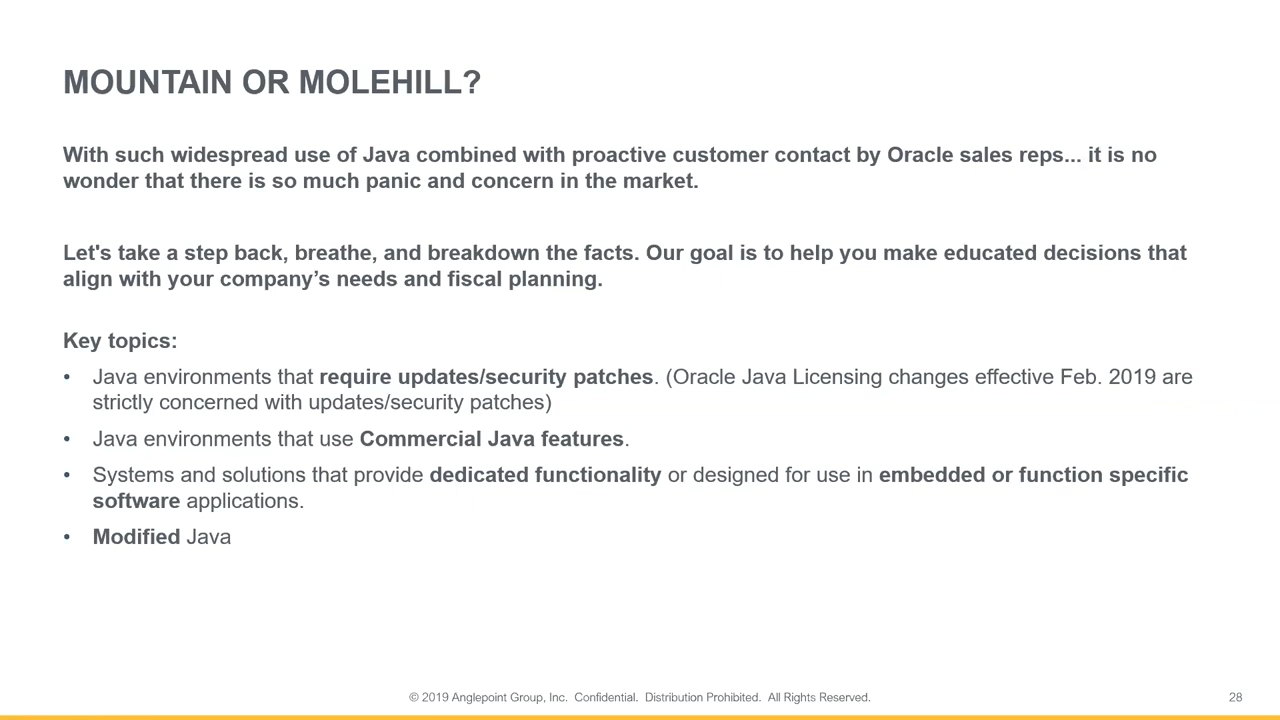 MOUNTAIN OR MOLEHILL?
With such widespread use of Java combined with proactive customer contact by Oracle sales reps... it is no
wonder that there is so much panic and concern in the market.
Let's take a step back, breathe, and breakdown the facts. Our goal is to help you make educated decisions that
align with your company’s needs and fiscal planning.
Key topics:
• Java environments that require updates/security patches. (Oracle Java Licensing changes effective Feb. 2019 are
strictly concerned with updates/security patches)
• Java environments that use Commercial Java features.
• Systems and solutions that provide dedicated functionality or designed for use in embedded or function specific
software applications.
• Modified Java
© 2019 Anglepoint Group, Inc. Confidential. Distribution Prohibited. All Rights Reserved.
28